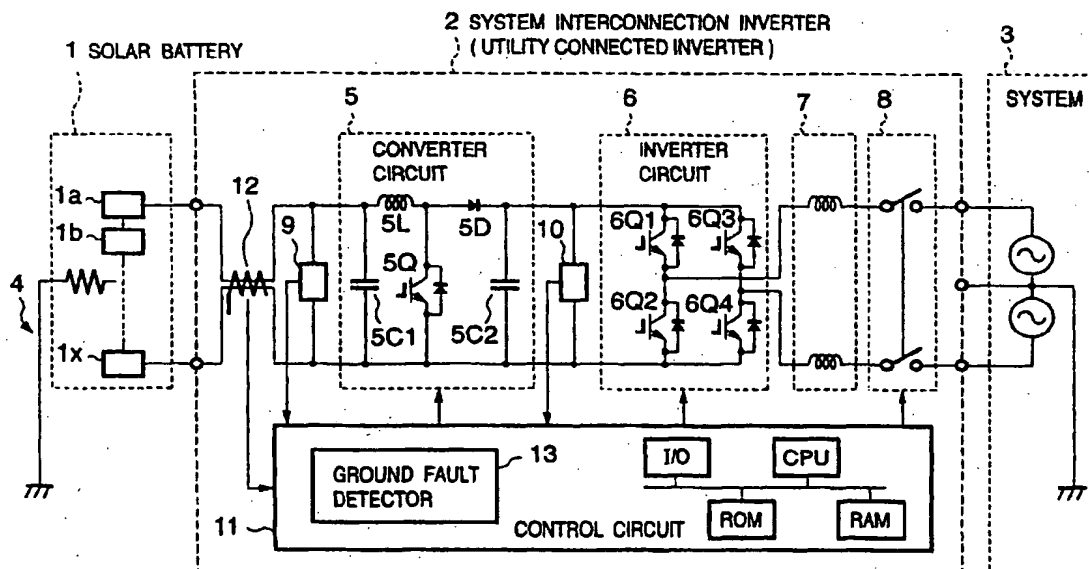 2 SYSTEM INTERCONNECTION INVERTER
( UTILITY CONNECTED INVERTER )
1 SOLAR BATTERY
3
SYSTEM
5
CONVERTER
CIRCUIT
6
INVERTER
CIRCUIT
7
8
1a
1b
1x
4
12
9
5L
5D
5Q
5C1
5C2
10
6Q1
6Q3
6Q2
6Q4
13
GROUND FAULT
DETECTOR
I/O
CPU
ROM
RAM
11
CONTROL CIRCUIT